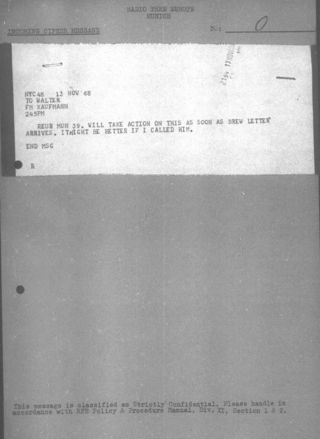 RADIO FREE EUROPE
MUNICH
INCOMING CIPHER MESSAGE
NO: 0
NYC 48 13 NOV 68
TO WALTER
FM KAUFMANN
245PM
REUR MUN 39. WILL TAKE ACTION ON THIS AS SOON AS DREW LETTER
ARRIVES. ITMIGHT BE BETTER IF I CALLED HIM.
END MSG
R
This message is classified as Strictly Confidential. Please handle in
accordance with RFE Policy & Procedure Manual, Div. XI, Section 1 & 2.